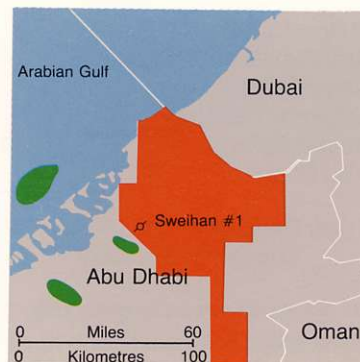 Arabian Gulf
Dubai
Sweihan #1
Abu Dhabi
Oman
0 Miles 60
0 Kilometres 100